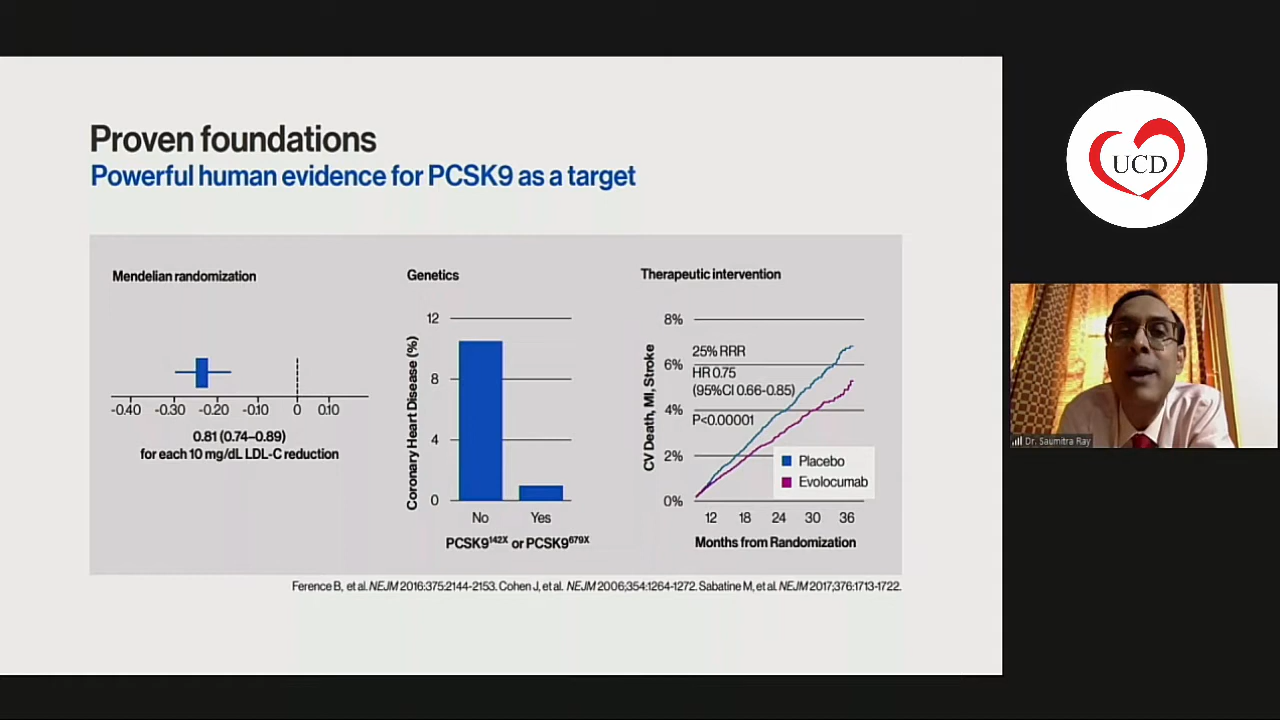 Proven foundations
Powerful human evidence for PCSK9 as a target
Mendelian randomization
-0.40 -0.30 -0.20 -0.10 0 0.10
0.81 (0.74–0.89)
for each 10 mg/dL LDL-C reduction
Genetics
Coronary Heart Disease (%)
12
8
4
0
No Yes
PCSK9142X or PCSK9679X
Therapeutic intervention
CV Death, MI, Stroke
8%
6%
4%
2%
0%
25% RRR
HR 0.75
(95%CI 0.66-0.85)
P<0.00001
Placebo
Evolocumab
12 18 24 30 36
Months from Randomization
Ference B, et al. NEJM 2016:375:2144-2153. Cohen J, et al. NEJM 2006;354:1264-1272. Sabatine M, et al. NEJM 2017;376:1713-1722.
UCD
Dr. Saumitra Ray